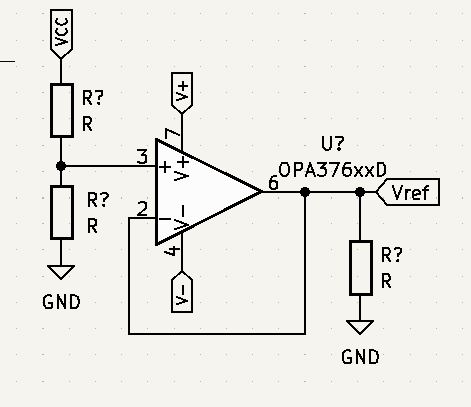 VCC
R?
R
V+
7
3
+
V+
U?
OPA376xxD
6
Vref
R?
R
2
-
V-
4
V-
R?
R
GND
GND